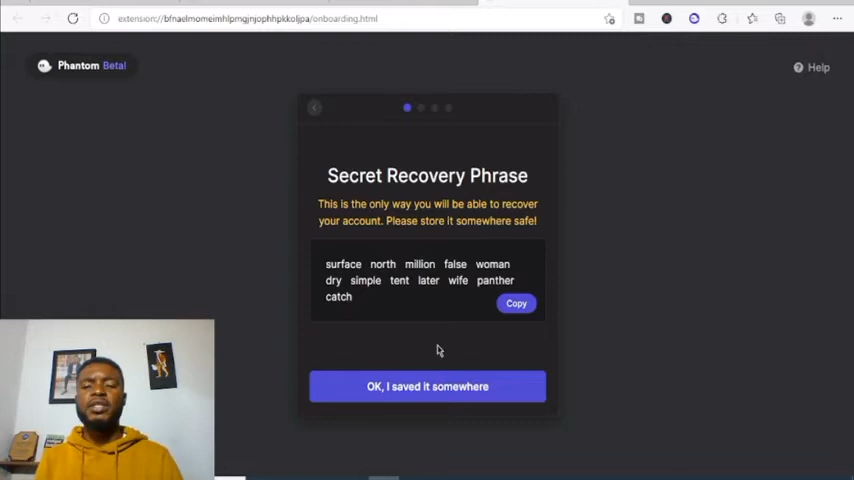 extension://bfnaelmomeimhlpmgjnjophhpkkoljpa/onboarding.html
Phantom Beta!
Help
Secret Recovery Phrase
This is the only way you will be able to recover
your account. Please store it somewhere safe!
surface north million false woman
dry simple tent later wife panther
catch
Copy
OK, I saved it somewhere